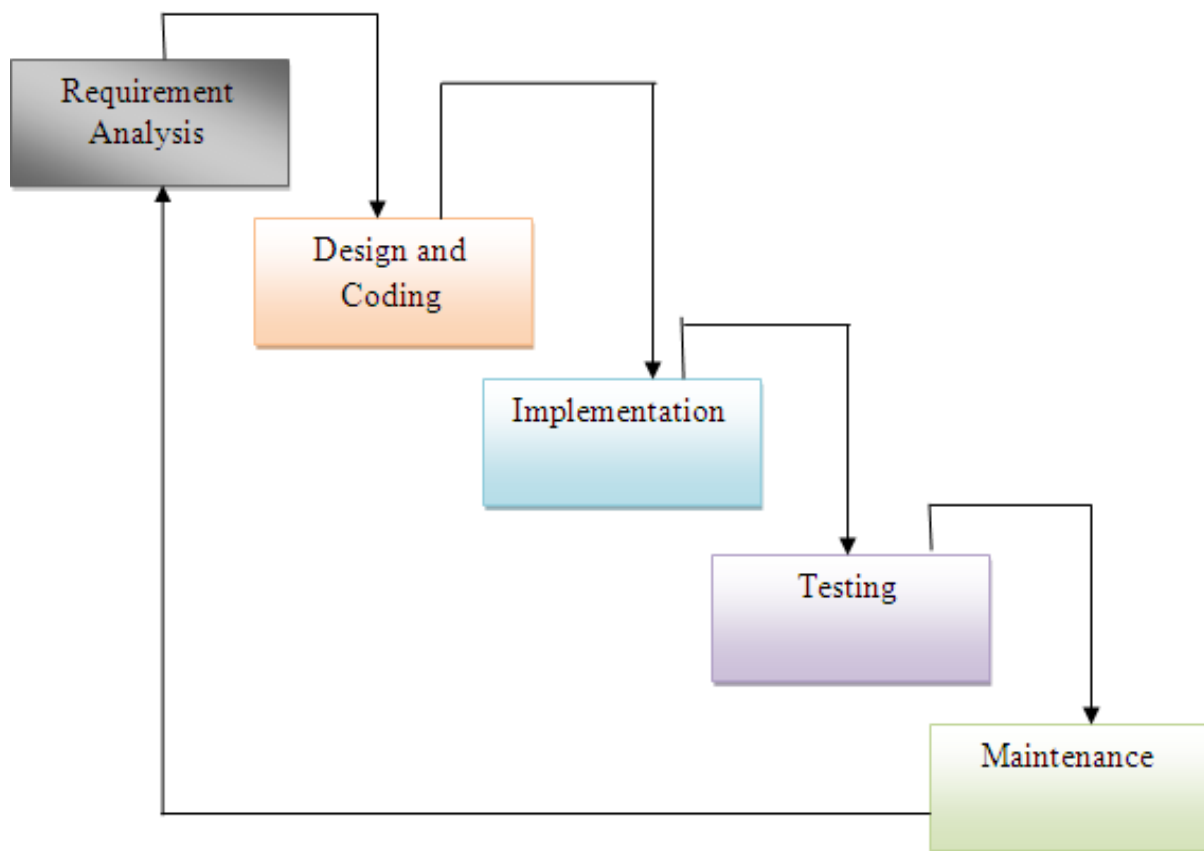 Requirement
Analysis
Design and
Coding
Implementation
Testing
Maintenance